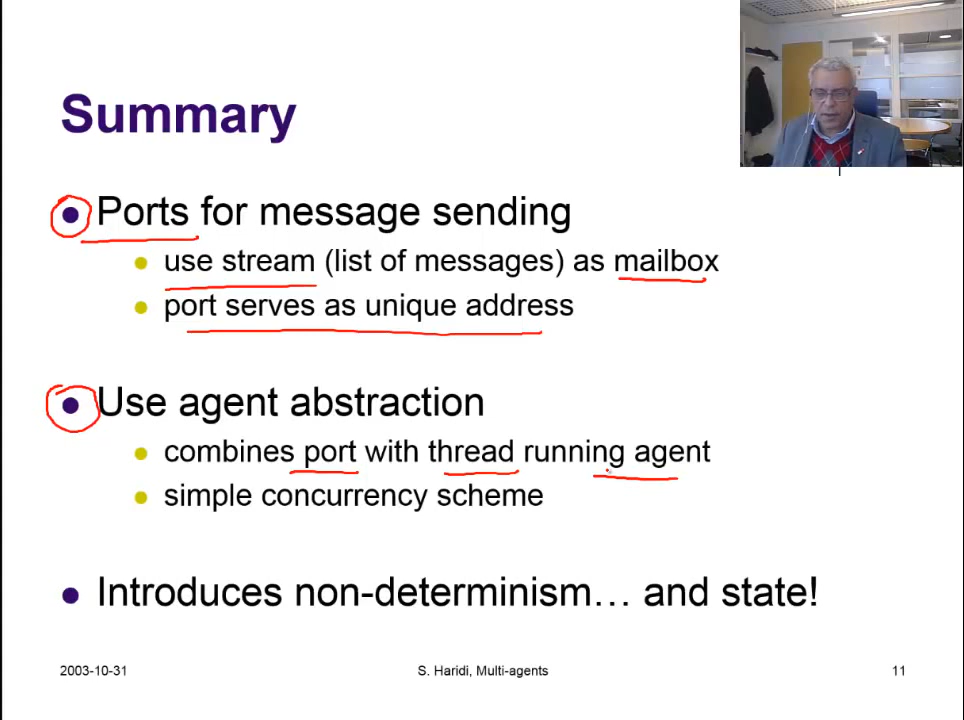 Summary
Ports for message sending
use stream (list of messages) as mailbox
port serves as unique address
Use agent abstraction
combines port with thread running agent
simple concurrency scheme
Introduces non-determinism… and state!
2003-10-31 S. Haridi, Multi-agents 11